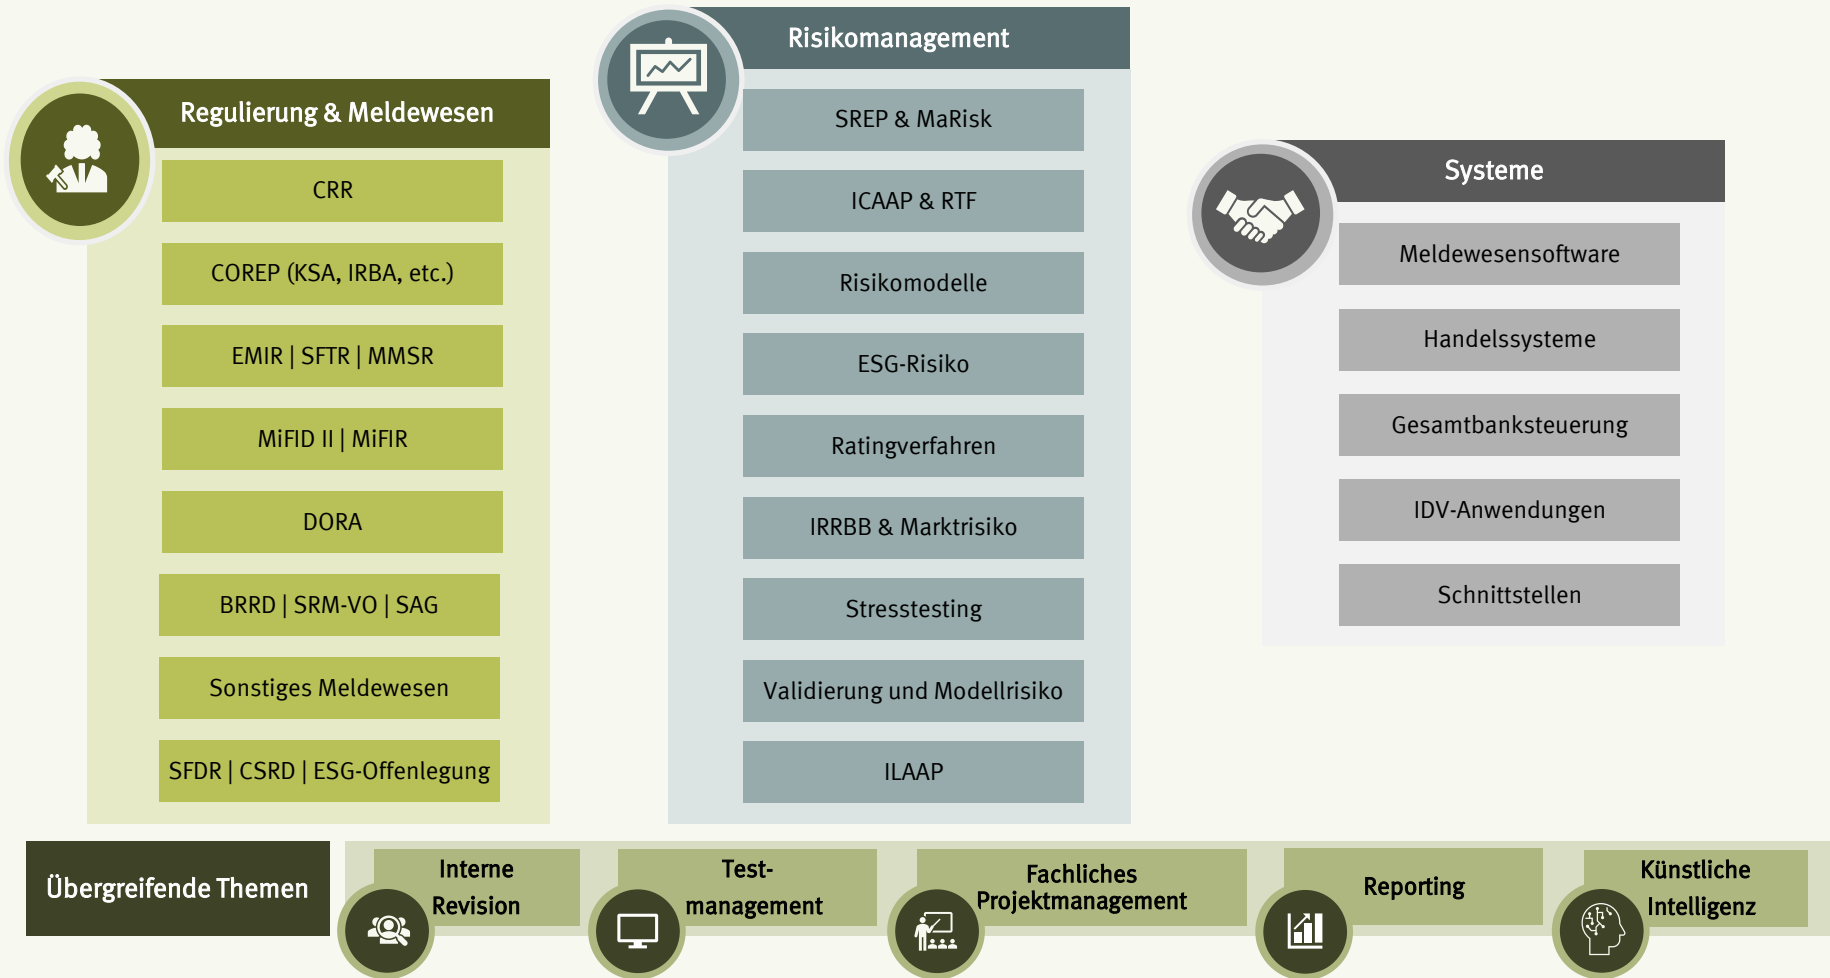 Regulierung & Meldewesen
CRR
COREP (KSA, IRBA, etc.)
EMIR | SFTR | MMSR
MiFID II | MiFIR
DORA
BRRD | SRM-VO | SAG
Sonstiges Meldewesen
SFDR | CSRD | ESG-Offenlegung
Risikomanagement
SREP & MaRisk
ICAAP & RTF
Risikomodelle
ESG-Risiko
Ratingverfahren
IRRBB & Marktrisiko
Stresstesting
Validierung und Modellrisiko
ILAAP
Systeme
Meldewesensoftware
Handelssysteme
Gesamtbanksteuerung
IDV-Anwendungen
Schnittstellen
Übergreifende Themen
Interne
Revision
Test-
management
Fachliches
Projektmanagement
Reporting
Künstliche
Intelligenz